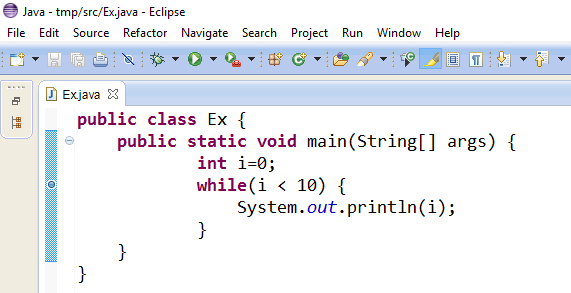 Java - tmp/src/Ex.java - Eclipse
File Edit Source Refactor Navigate Search Project Run Window Help
Ex.java
public class Ex {
public static void main(String[] args) {
int i=0;
while(i < 10) {
System.out.println(i);
}
}
}